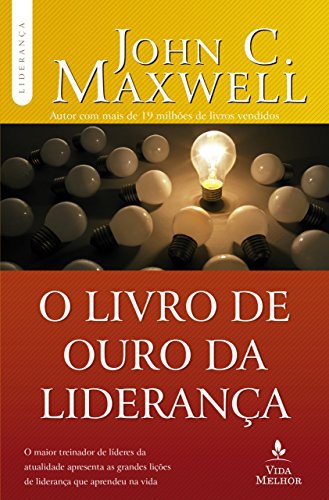 LIDERANÇA
JOHN C.
MAXWELL
Autor com mais de 19 milhões de livros vendidos
O LIVRO DE
OURO DA
LIDERANÇA
O maior treinador de líderes da
atualidade apresenta as grandes lições
de liderança que aprendeu na vida
VIDA
MELHOR